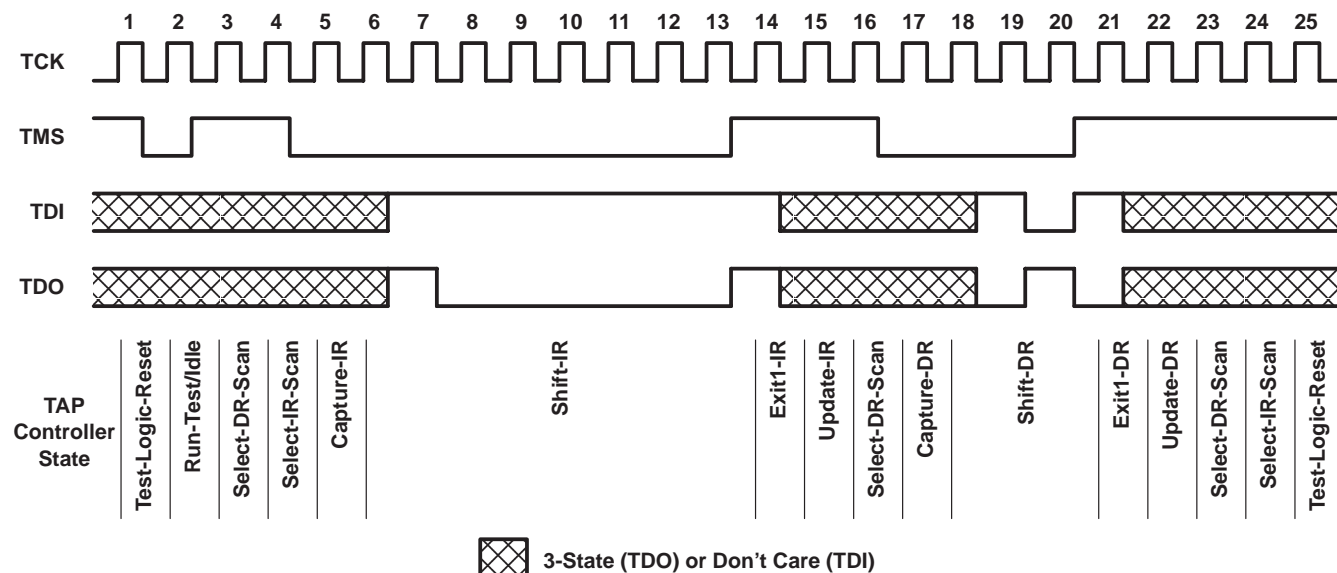 1 2 3 4 5 6 7 8 9 10 11 12 13 14 15 16 17 18 19 20 21 22 23 24 25
TCK
TMS
TDI
TDO
TAP
Controller
State
Test-Logic-Reset
Run-Test/Idle
Select-DR-Scan
Select-IR-Scan
Capture-IR
Shift-IR
Exit1-IR
Update-IR
Select-DR-Scan
Capture-DR
Shift-DR
Exit1-DR
Update-DR
Select-DR-Scan
Select-IR-Scan
Test-Logic-Reset
3-State (TDO) or Don’t Care (TDI)